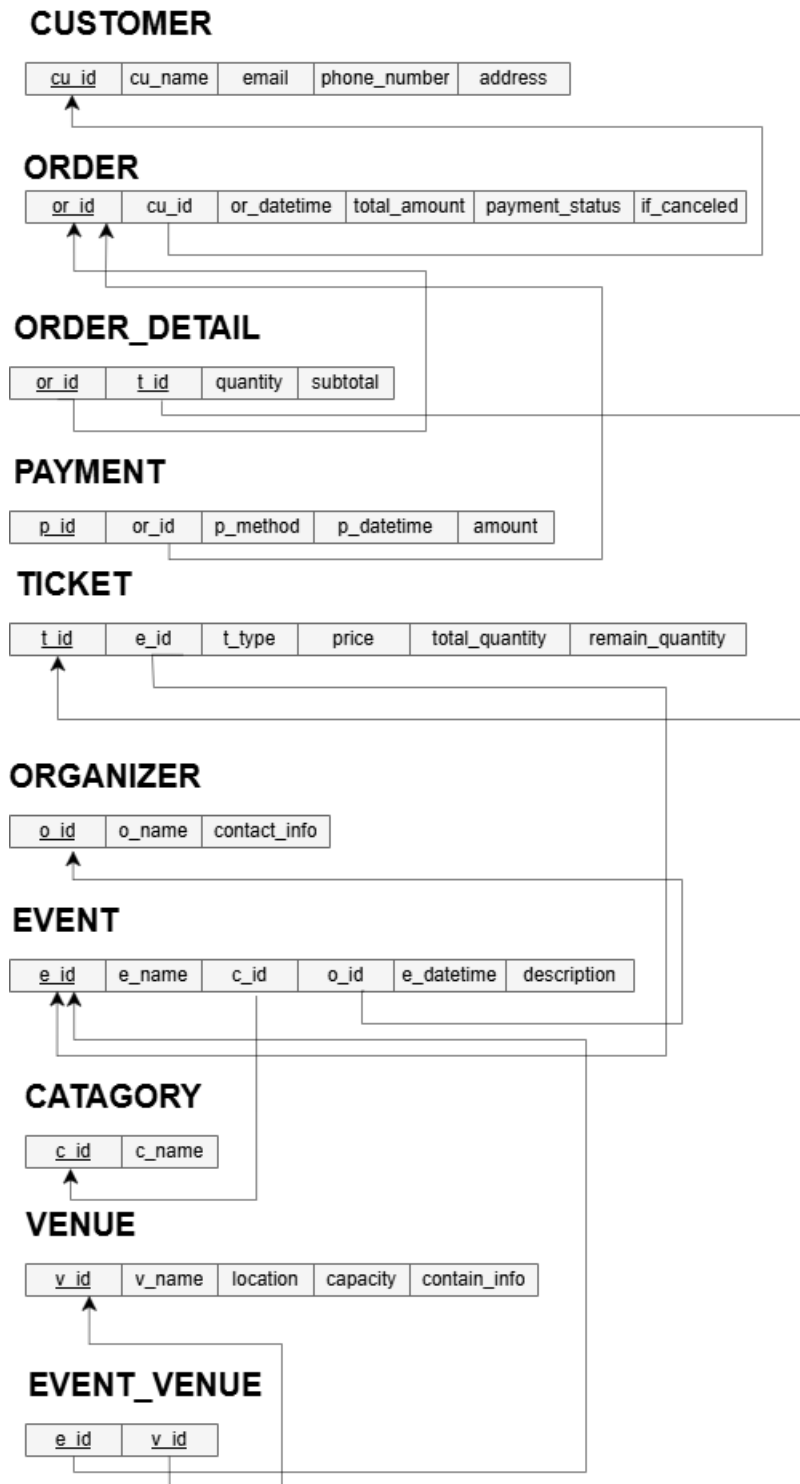 CUSTOMER
cu_id cu_name email phone_number address
ORDER
or_id cu_id or_datetime total_amount payment_status if_canceled
ORDER_DETAIL
or_id t_id quantity subtotal
PAYMENT
p_id or_id p_method p_datetime amount
TICKET
t_id e_id t_type price total_quantity remain_quantity
ORGANIZER
o_id o_name contact_info
EVENT
e_id e_name c_id o_id e_datetime description
CATAGORY
c_id c_name
VENUE
v_id v_name location capacity contain_info
EVENT_VENUE
e_id v_id